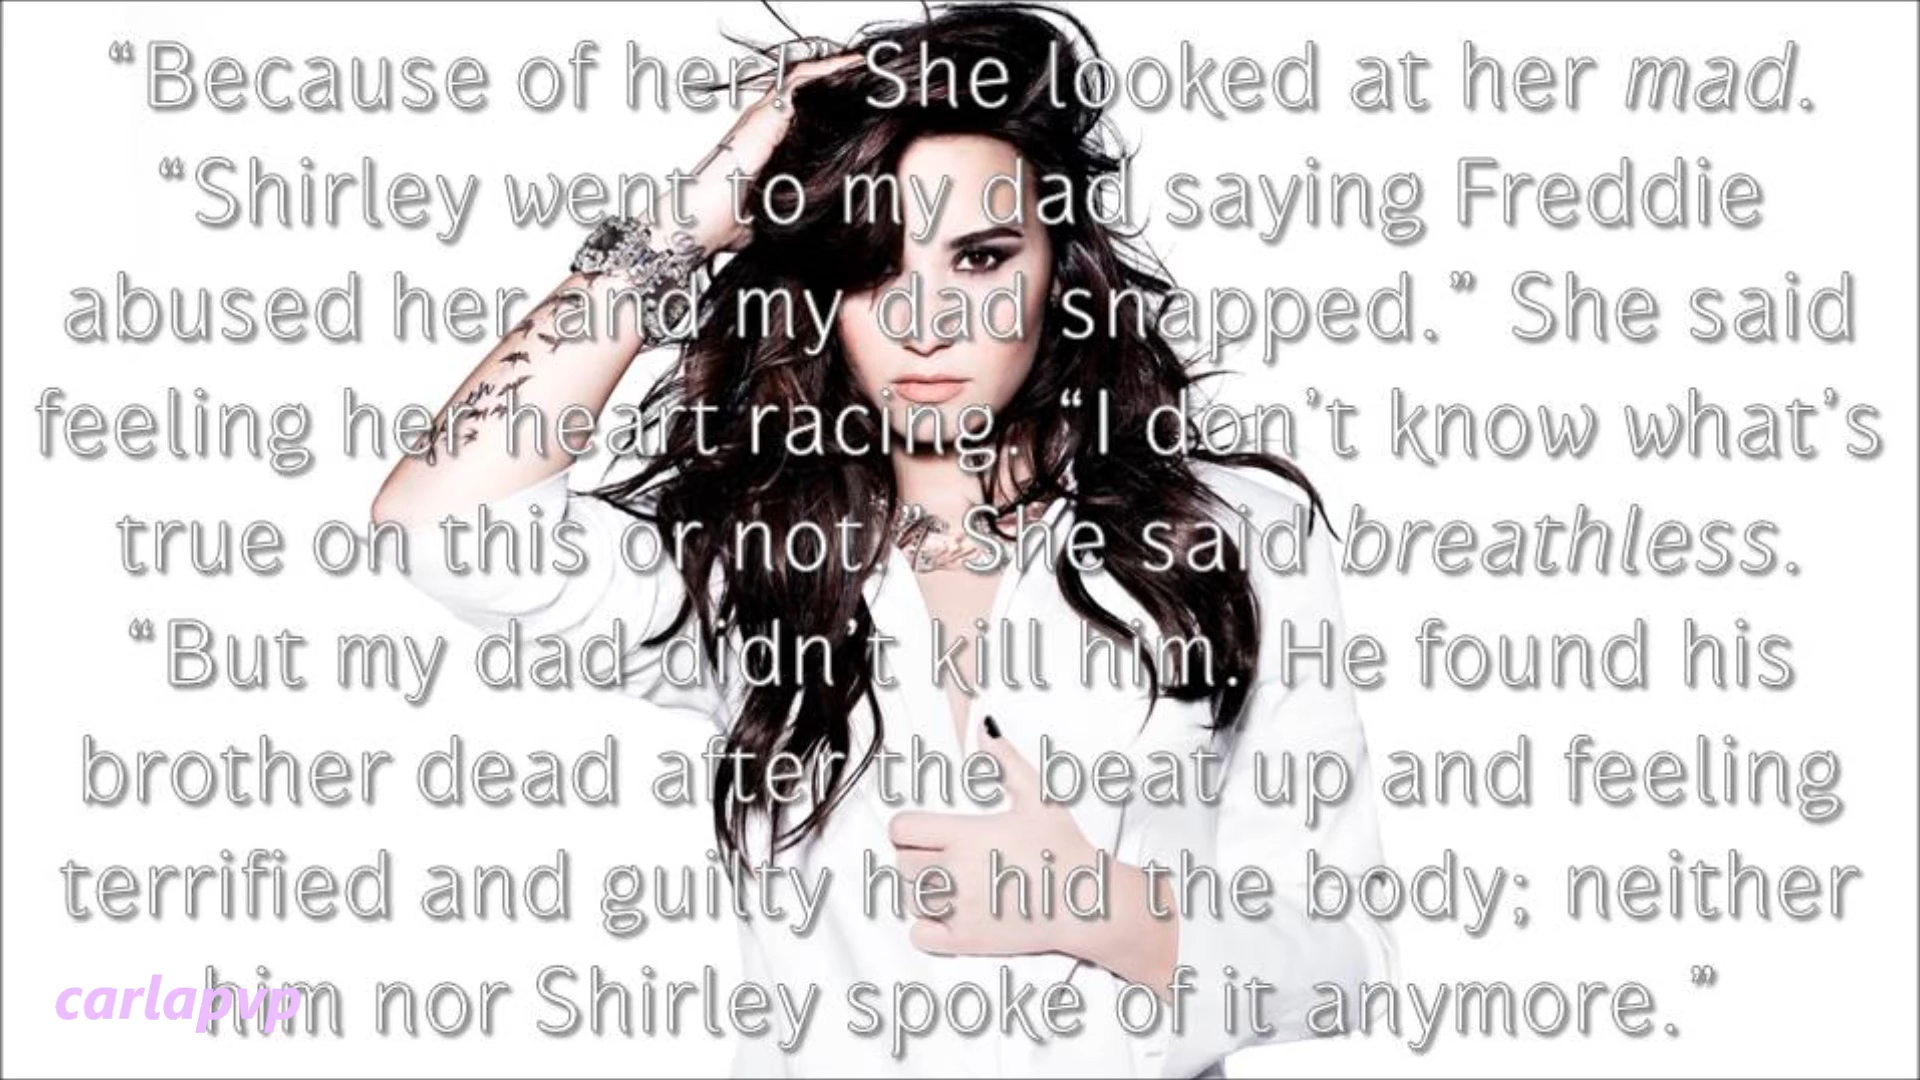 “Because of her!” She looked at her mad.
“Shirley went to my dad saying Freddie
abused her and my dad snapped.” She said
feeling her heart racing. “I don’t know what’s
true on this or not.” She said breathless.
“But my dad didn’t kill him. He found his
brother dead after the beat up and feeling
terrified and guilty he hid the body; neither
him nor Shirley spoke of it anymore.”
carlapvp